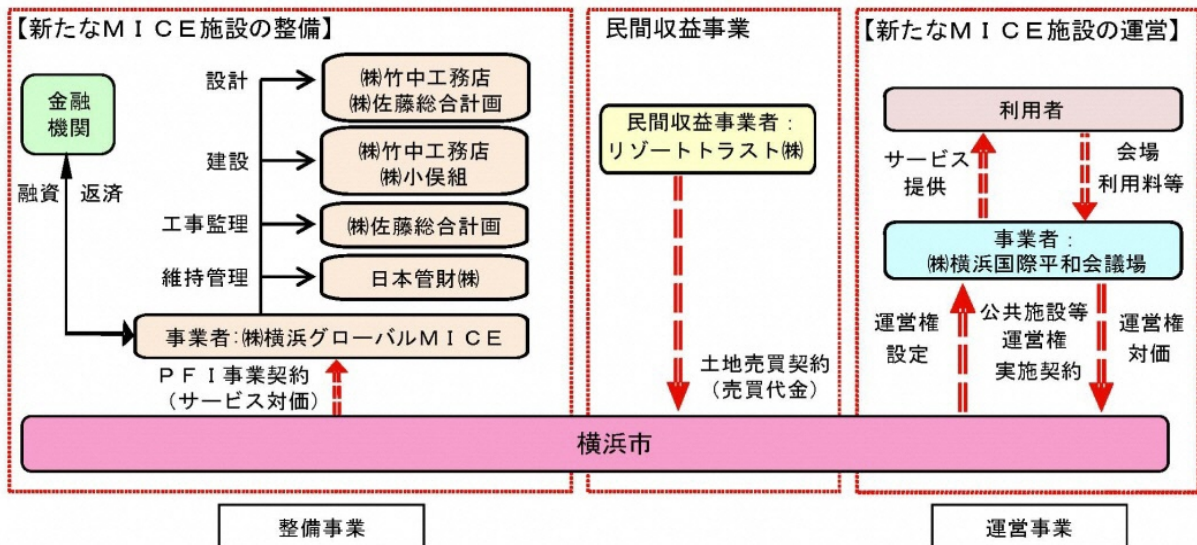 【新たなＭＩＣＥ施設の整備】
金融
機関
融資
返済
設計
㈱竹中工務店
㈱佐藤総合計画
建設
㈱竹中工務店
㈱小俣組
工事監理
㈱佐藤総合計画
維持管理
日本管財㈱
事業者：㈱横浜グローバルＭＩＣＥ
ＰＦＩ事業契約
（サービス対価）
民間収益事業
民間収益事業者：
リゾートトラスト㈱
土地売買契約
（売買代金）
【新たなＭＩＣＥ施設の運営】
利用者
サービス
提供
会場
利用料等
事業者：
㈱横浜国際平和会議場
運営権
設定
公共施設等
運営権
実施契約
運営権
対価
横浜市
整備事業
運営事業